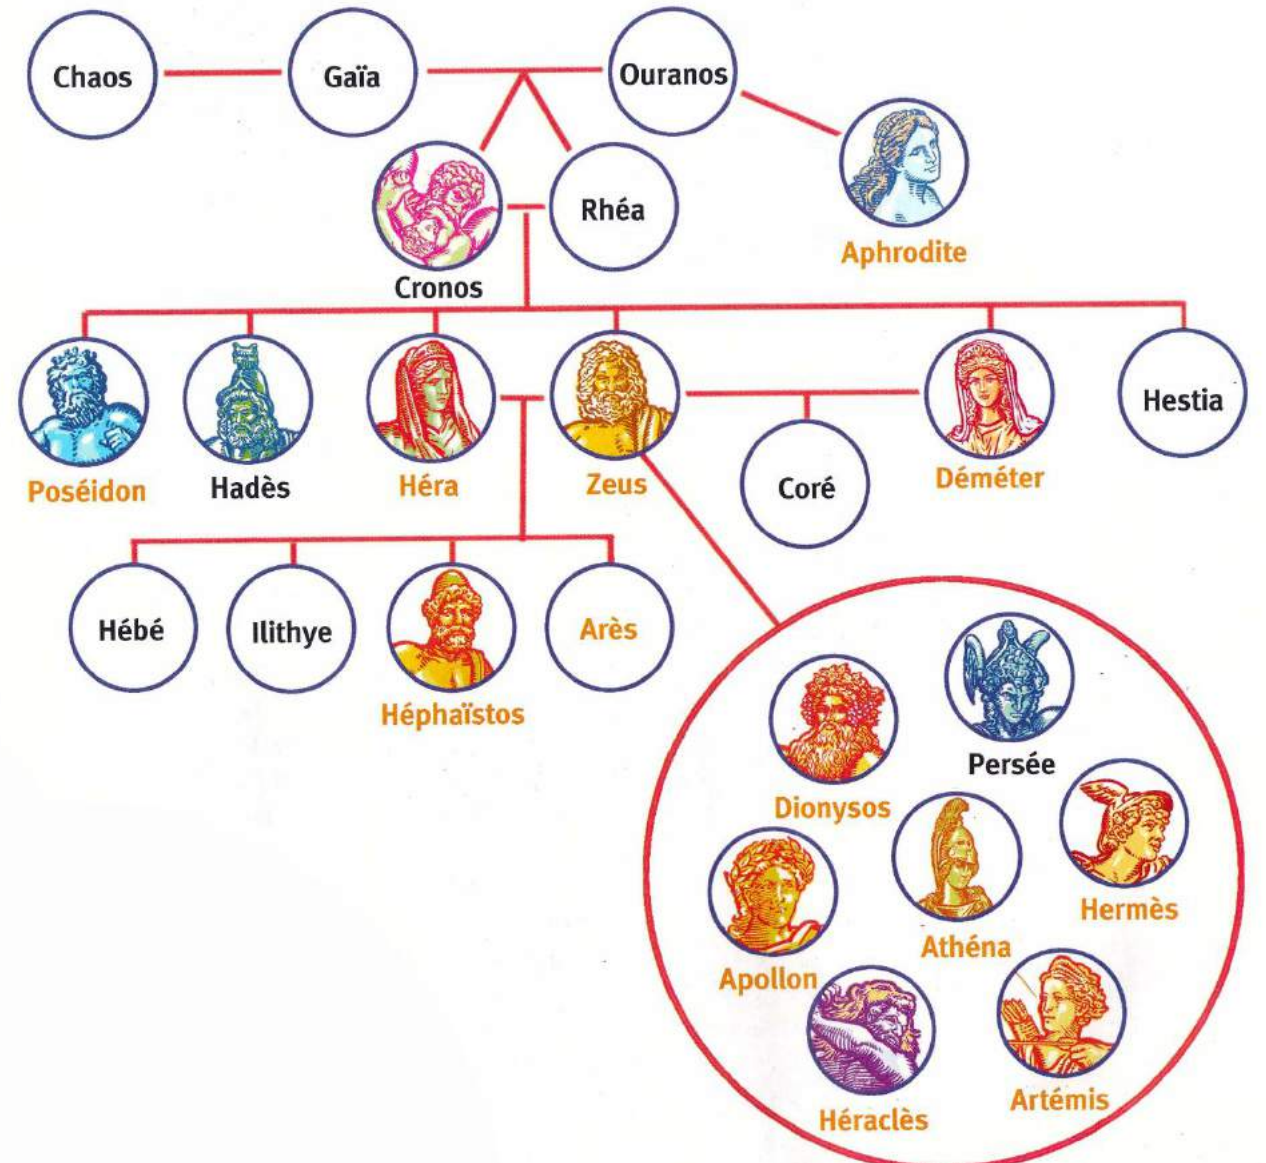 Chaos
Gaïa
Ouranos
Aphrodite
Cronos
Rhéa
Poséidon
Hadès
Héra
Zeus
Coré
Déméter
Hestia
Hébé
Ilithye
Héphaïstos
Arès
Dionysos
Persée
Apollon
Athéna
Hermès
Héraclès
Artémis